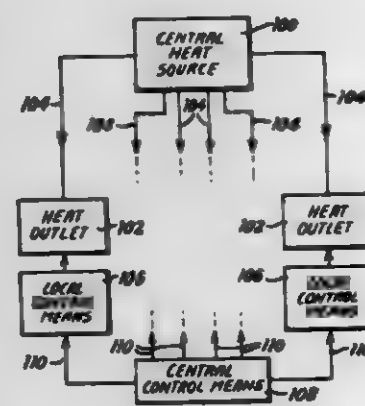 CENTRAL
HEAT
SOURCE
100
104
104
104
HEAT
OUTLET
102
HEAT
OUTLET
102
LOCAL
MEANS
106
106
CONTROL
110
110
110
110
CENTRAL
CONTROL MEANS
108